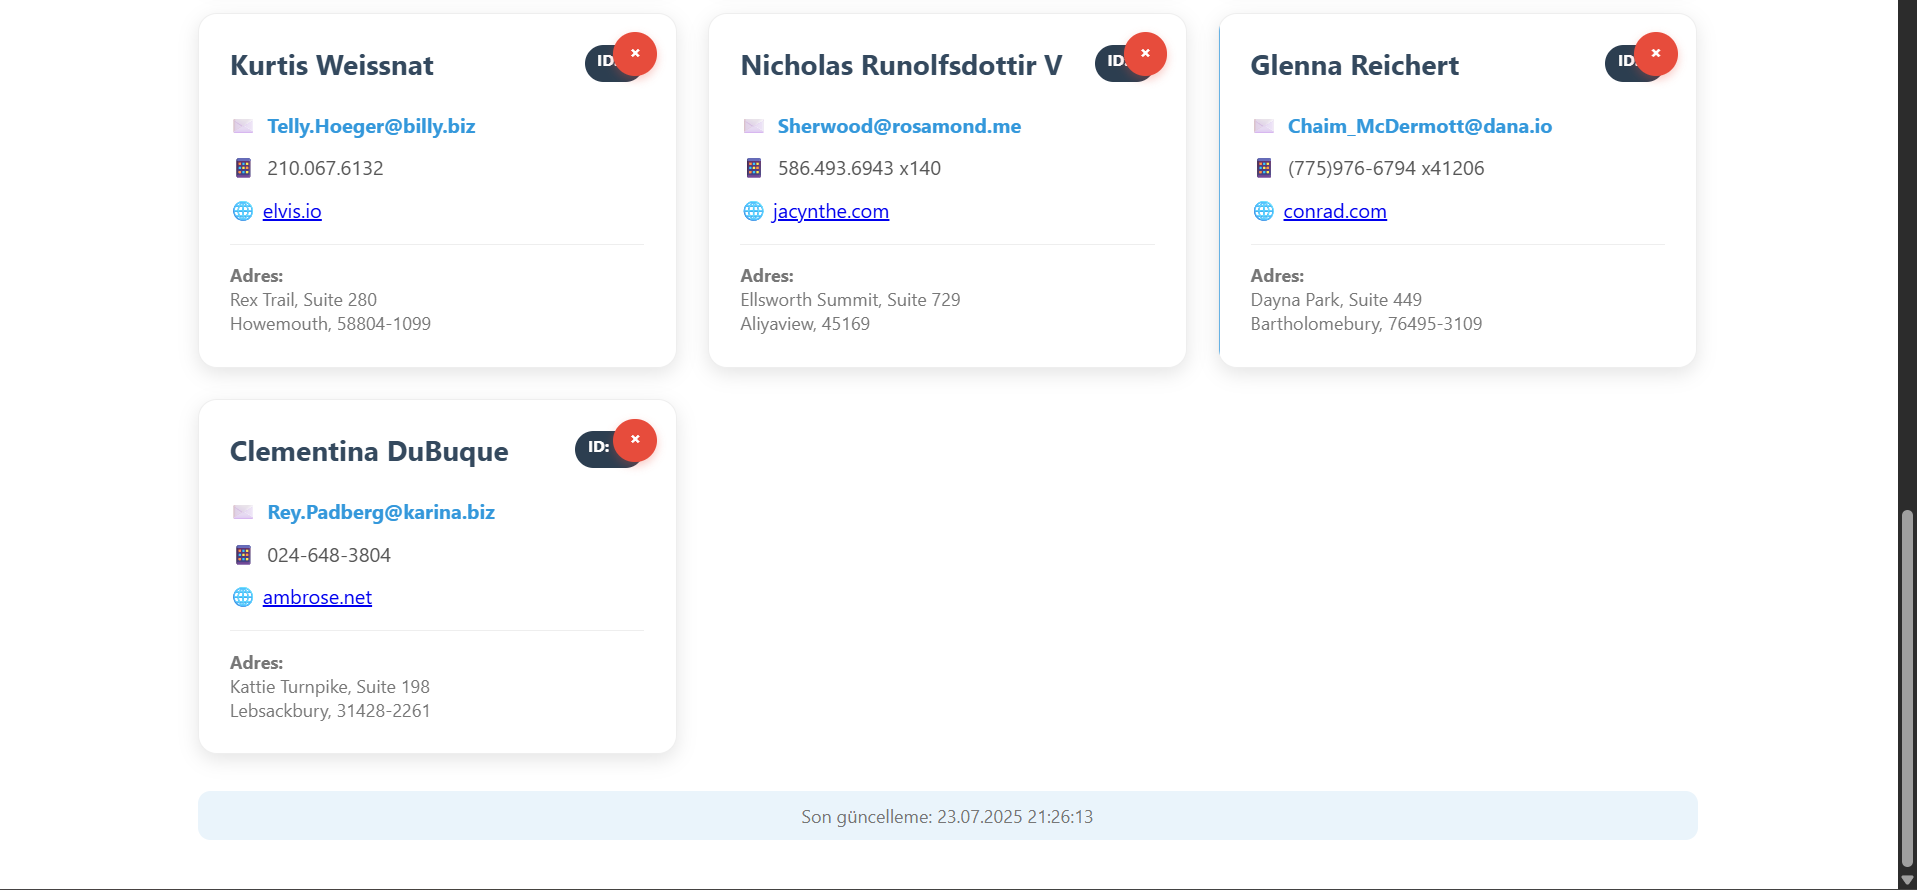 Kurtis Weissnat
ID: ×
Telly.Hoeger@billy.biz
210.067.6132
elvis.io
Adres:
Rex Trail, Suite 280
Howemouth, 58804-1099
Nicholas Runolfsdottir V
ID: ×
Sherwood@rosamond.me
586.493.6943 x140
jacynthe.com
Adres:
Ellsworth Summit, Suite 729
Aliyaview, 45169
Glenna Reichert
ID: ×
Chaim_McDermott@dana.io
(775)976-6794 x41206
conrad.com
Adres:
Dayna Park, Suite 449
Bartholomebury, 76495-3109
Clementina DuBuque
ID: ×
Rey.Padberg@karina.biz
024-648-3804
ambrose.net
Adres:
Kattie Turnpike, Suite 198
Lebsackbury, 31428-2261
Son güncelleme: 23.07.2025 21:26:13